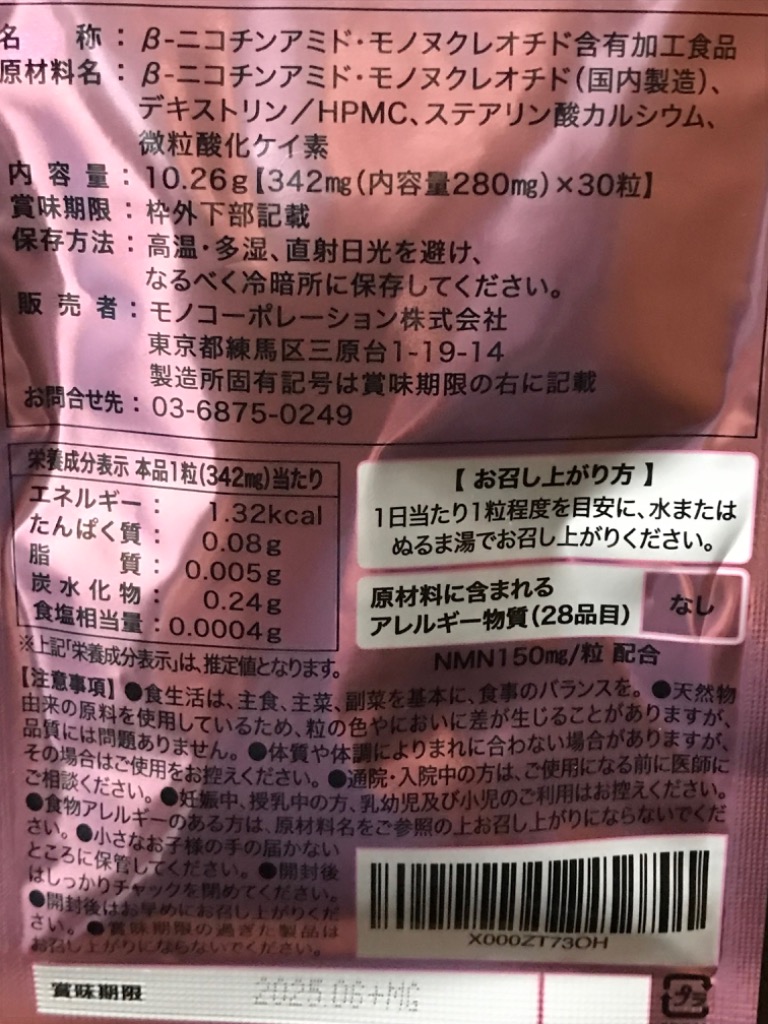 名称：β-ニコチンアミド・モノヌクレオチド含有加工食品
原材料名：β-ニコチンアミド・モノヌクレオチド（国内製造）、
デキストリン／HPMC、ステアリン酸カルシウム、
微粒酸化ケイ素
内容量：10.26g【342mg（内容量280mg）×30粒】
賞味期限：枠外下部記載
保存方法：高温・多湿、直射日光を避け、
なるべく冷暗所に保存してください。
販売者：モノコーポレーション株式会社
東京都練馬区三原台1-19-14
製造所固有記号は賞味期限の右に記載
お問合せ先：03-6875-0249
栄養成分表示 本品1粒（342mg）当たり
エネルギー：1.32kcal
たんぱく質：0.08g
脂質：0.005g
炭水化物：0.24g
食塩相当量：0.0004g
※上記「栄養成分表示」は、推定値となります。
【お召し上がり方】
1日当たり1粒程度を目安に、水または
ぬるま湯でお召し上がりください。
原材料に含まれる
アレルギー物質（28品目）
なし
NMN150mg/粒 配合
【注意事項】●食生活は、主食、主菜、副菜を基本に、食事のバランスを。●天然物
由来の原料を使用しているため、粒の色やにおいに差が生じることがありますが、
品質には問題ありません。●体質や体調によりまれに合わない場合がありますが、
その場合はご使用をお控えください。●通院・入院中の方は、ご使用になる前に医師に
ご相談ください。●妊娠中、授乳中の方、乳幼児及び小児のご利用はお控えください。
●食物アレルギーのある方は、原材料名をご参照の上お召し上がりにならないでくだ
さい。●小さなお子様の手の届かない
ところに保管してください。●開封後
はしっかりチャックを閉めてください。
●開封後はお早めにお召し上がりくだ
さい。●賞味期限の過ぎた製品は
お召し上がりにならないでください。
X000ZT73OH
賞味期限
2025.06+MG
プラ